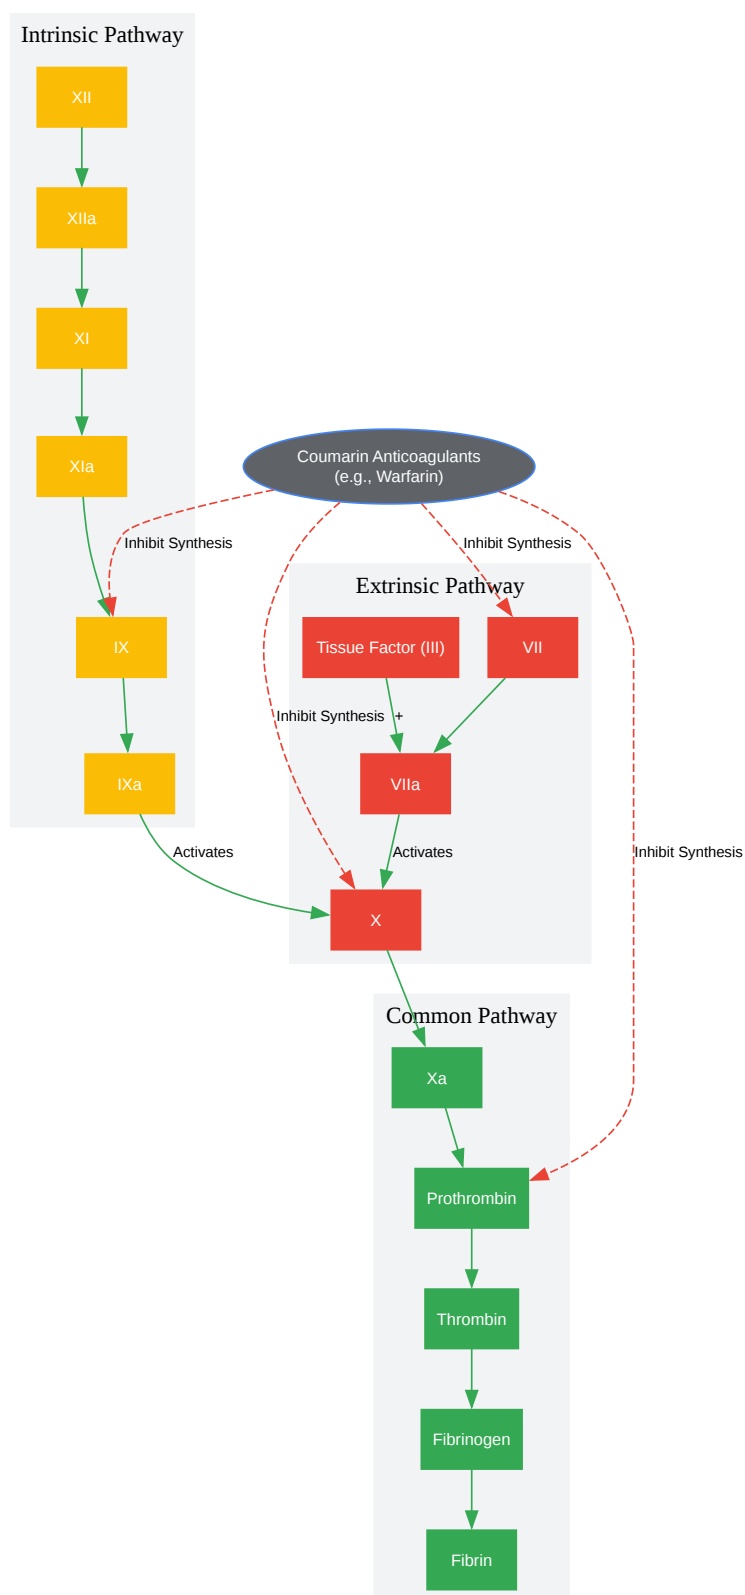 Intrinsic Pathway
XII
XIIa
XI
XIa
Coumarin Anticoagulants
(e.g., Warfarin)
Inhibit Synthesis
Inhibit Synthesis
Extrinsic Pathway
IX
Tissue Factor (III)
VII
Inhibit Synthesis
+
IXa
VIIa
Activates
Activates
Inhibit Synthesis
X
Common Pathway
Xa
Prothrombin
Thrombin
Fibrinogen
Fibrin